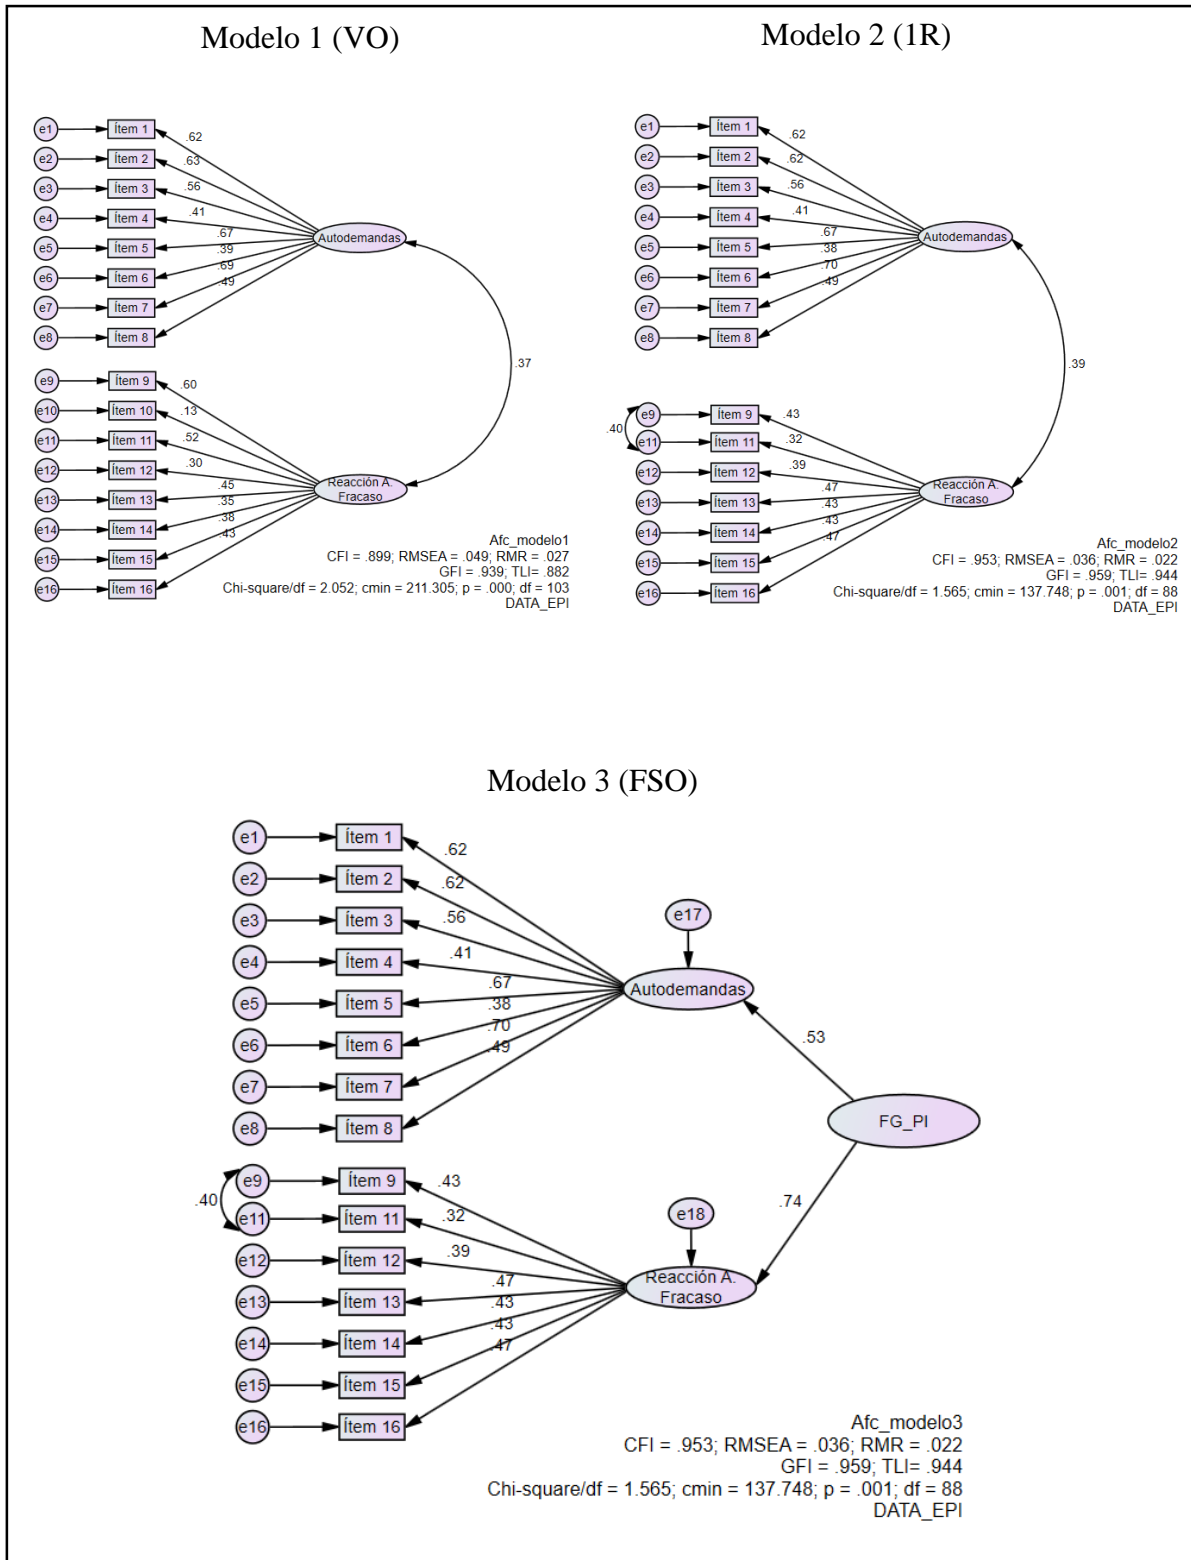 Modelo 1 (VO)
e1 Ítem 1 .62
e2 Ítem 2 .63
e3 Ítem 3 .56
e4 Ítem 4 .41
e5 Ítem 5 .67
.39
e6 Ítem 6 .69
e7 Ítem 7 .49
e8 Ítem 8
Autodemandas
.37
e9 Ítem 9 .60
e10 Ítem 10 .13
e11 Ítem 11 .52
e12 Ítem 12 .30
e13 Ítem 13 .45
e14 Ítem 14 .35
e15 Ítem 15 .38
e16 Ítem 16 .43
Reacción A.
Fracaso
Afc_modelo1
CFI = .899; RMSEA = .049; RMR = .027
GFI = .939; TLI= .882
Chi-square/df = 2.052; cmin = 211.305; p = .000; df = 103
DATA_EPI
Modelo 2 (1R)
e1 Ítem 1 .62
e2 Ítem 2 .62
e3 Ítem 3 .56
e4 Ítem 4 .41
e5 Ítem 5 .67
.38
e6 Ítem 6 .70
e7 Ítem 7 .49
e8 Ítem 8
Autodemandas
.39
.40
e9 Ítem 9 .43
e11 Ítem 11 .32
e12 Ítem 12 .39
e13 Ítem 13 .47
e14 Ítem 14 .43
e15 Ítem 15 .43
e16 Ítem 16 .47
Reacción A.
Fracaso
Afc_modelo2
CFI = .953; RMSEA = .036; RMR = .022
GFI = .959; TLI= .944
Chi-square/df = 1.565; cmin = 137.748; p = .001; df = 88
DATA_EPI
Modelo 3 (FSO)
e1 Ítem 1 .62
e2 Ítem 2 .62
e3 Ítem 3 .56
e4 Ítem 4 .41
e5 Ítem 5 .67
.38
e6 Ítem 6 .70
e7 Ítem 7 .49
e8 Ítem 8
e17
Autodemandas
.53
FG_PI
.74
.40
e9 Ítem 9 .43
e11 Ítem 11 .32
e12 Ítem 12 .39
e13 Ítem 13 .47
e14 Ítem 14 .43
e15 Ítem 15 .43
e16 Ítem 16 .47
e18
Reacción A.
Fracaso
Afc_modelo3
CFI = .953; RMSEA = .036; RMR = .022
GFI = .959; TLI= .944
Chi-square/df = 1.565; cmin = 137.748; p = .001; df = 88
DATA_EPI